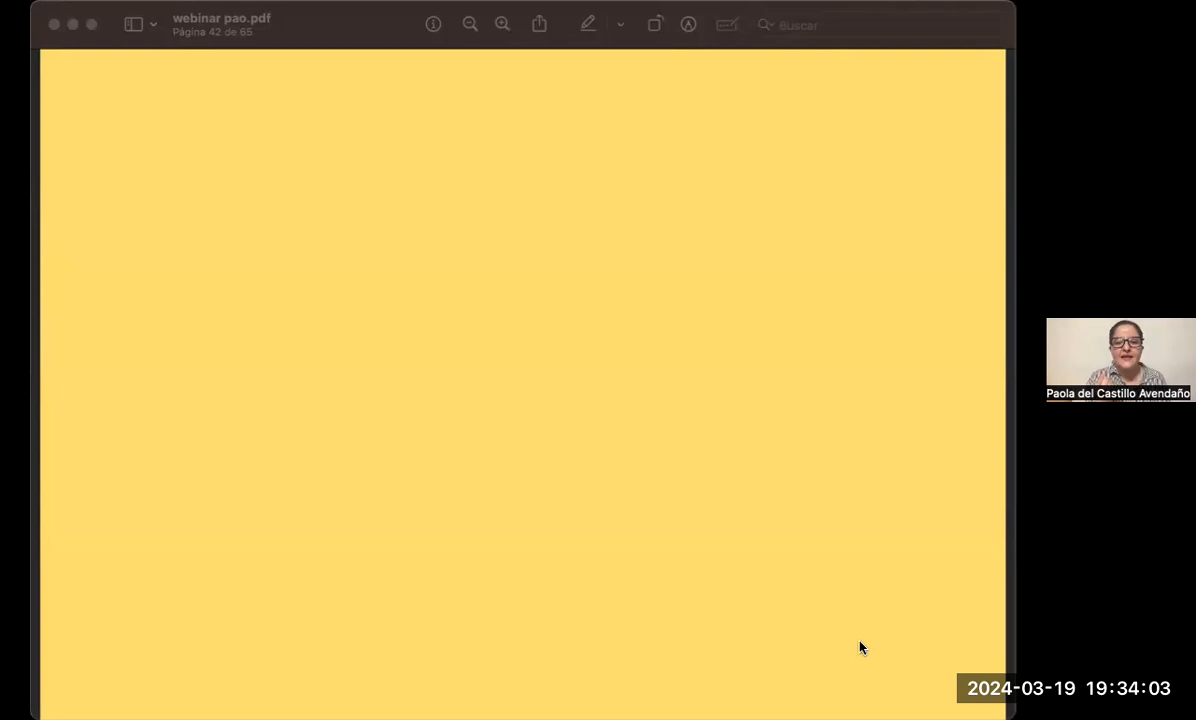 webinar pao.pdf
Página 42 de 65
Buscar
Paola del Castillo Avendaño
2024-03-19 19:34:03